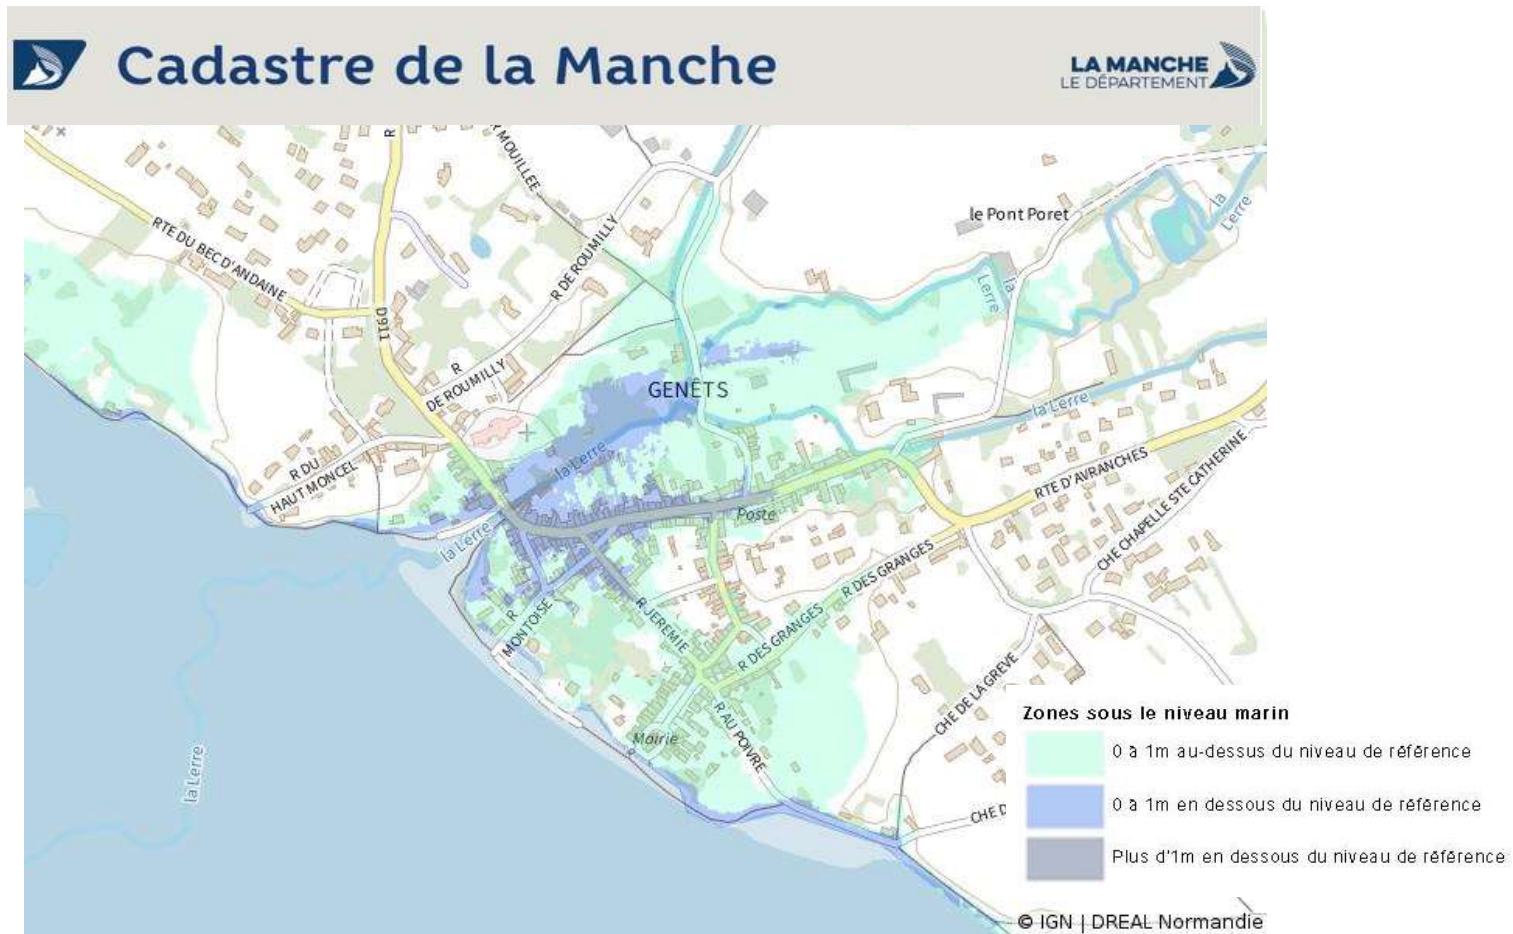 Cadastre de la Manche
LA MANCHE
LE DÉPARTEMENT
R
R MOUILLEE
le Pont Poret
la
Lerre
RTE DU BEC D'ANDAINE
R DE ROUMILLY
la
Lerre
D911
R
DE ROUMILLY
GENÊTS
la Lerre
la Lerre
R DU
HAUT MONCEL
RTE D'AVRANCHES
CHE CHAPELLE STE CATHERINE
Poste
la Lerre
R DES GRANGES
R
MONTOISE
R JEREMIE
R DES GRANGES
CHE DE LA GREVE
R AU POIVRE
Mairie
la Lerre
CHE D
Zones sous le niveau marin
0 à 1m au-dessus du niveau de référence
0 à 1m en dessous du niveau de référence
Plus d'1m en dessous du niveau de référence
© IGN | DREAL Normandie